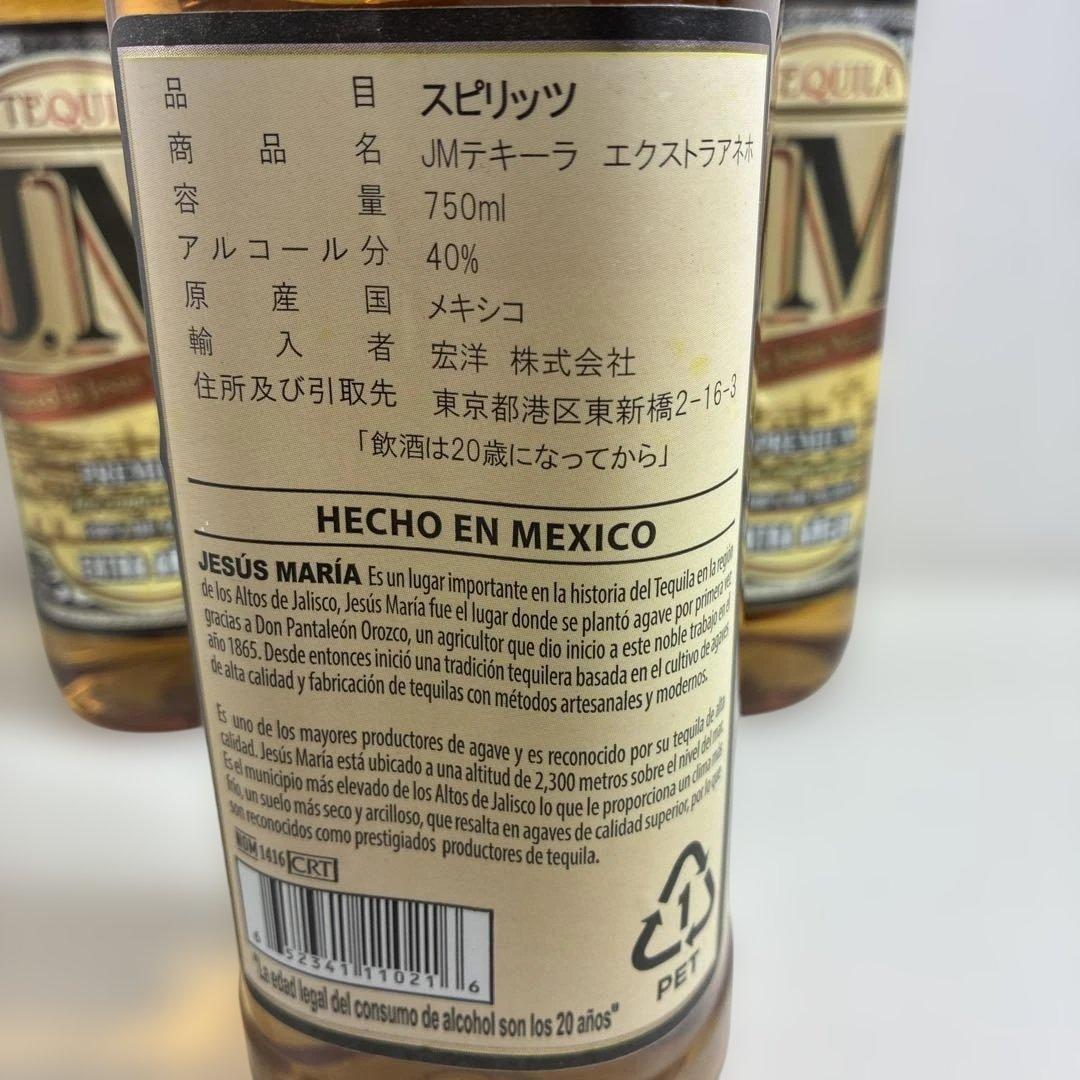 品目 スピリッツ
商品名 JMテキーラ エクストラアネホ
容量 750ml
アルコール分 40%
原産国 メキシコ
輸入者 宏洋 株式会社
住所及び引取先 東京都港区東新橋2-16-3
「飲酒は20歳になってから」
HECHO EN MEXICO
JESÚS MARÍA Es un lugar importante en la historia del Tequila en la región
de los Altos de Jalisco, Jesús María fue el lugar donde se plantó agave por primera vez
gracias a Don Pantaleón Orozco, un agricultor que dio inicio a este noble trabajo en el
año 1865. Desde entonces inició una tradición tequilera basada en el cultivo de agaves
de alta calidad y fabricación de tequilas con métodos artesanales y modernos.
Es uno de los mayores productores de agave y es reconocido por su tequila de alta
calidad. Jesús María está ubicado a una altitud de 2,300 metros sobre el nivel del mar.
Es el municipio más elevado de los Altos de Jalisco lo que le proporciona un clima más
frío, un suelo más seco y arcilloso, que resalta en agaves de calidad superior, por lo que
son reconocidos como prestigiados productores de tequila.
NOM 1416 CRT
6 52341 11021 6
"La edad legal del consumo de alcohol son los 20 años"
1
PET
TEQUI
J.M
PREMI
EXTRA A
TEQUILA
M
PREMIUM
TRA AÑEJO